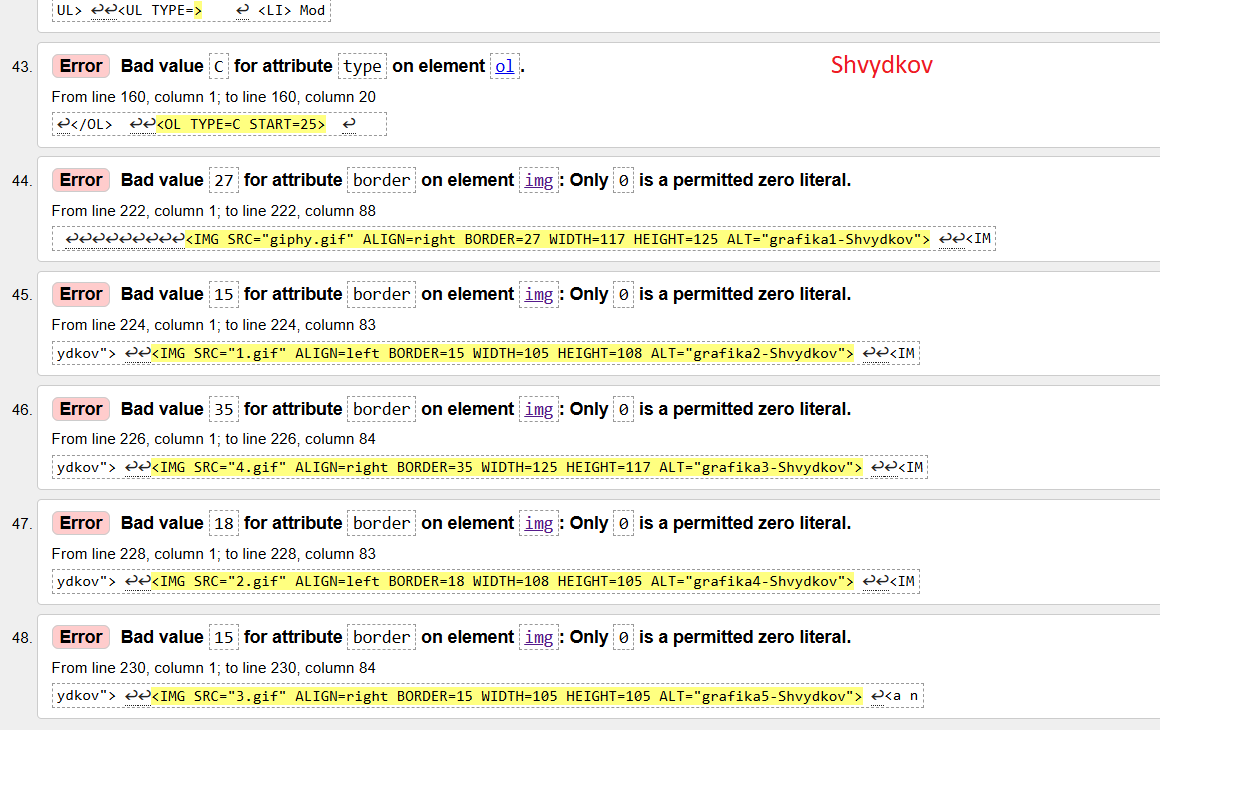 UL> ↩↩<UL TYPE=> ↩ <LI> Mod
43. Error Bad value C for attribute type on element ol. Shvydkov
From line 160, column 1; to line 160, column 20
↩</OL> ↩↩<OL TYPE=C START=25> ↩
44. Error Bad value 27 for attribute border on element img: Only 0 is a permitted zero literal.
From line 222, column 1; to line 222, column 88
↩↩↩↩↩↩↩↩↩<IMG SRC="giphy.gif" ALIGN=right BORDER=27 WIDTH=117 HEIGHT=125 ALT="grafika1-Shvydkov"> ↩↩<IM
45. Error Bad value 15 for attribute border on element img: Only 0 is a permitted zero literal.
From line 224, column 1; to line 224, column 83
ydkov"> ↩↩<IMG SRC="1.gif" ALIGN=left BORDER=15 WIDTH=105 HEIGHT=108 ALT="grafika2-Shvydkov"> ↩↩<IM
46. Error Bad value 35 for attribute border on element img: Only 0 is a permitted zero literal.
From line 226, column 1; to line 226, column 84
ydkov"> ↩↩<IMG SRC="4.gif" ALIGN=right BORDER=35 WIDTH=125 HEIGHT=117 ALT="grafika3-Shvydkov"> ↩↩<IM
47. Error Bad value 18 for attribute border on element img: Only 0 is a permitted zero literal.
From line 228, column 1; to line 228, column 83
ydkov"> ↩↩<IMG SRC="2.gif" ALIGN=left BORDER=18 WIDTH=108 HEIGHT=105 ALT="grafika4-Shvydkov"> ↩↩<IM
48. Error Bad value 15 for attribute border on element img: Only 0 is a permitted zero literal.
From line 230, column 1; to line 230, column 84
ydkov"> ↩↩<IMG SRC="3.gif" ALIGN=right BORDER=15 WIDTH=105 HEIGHT=105 ALT="grafika5-Shvydkov"> ↩<a n